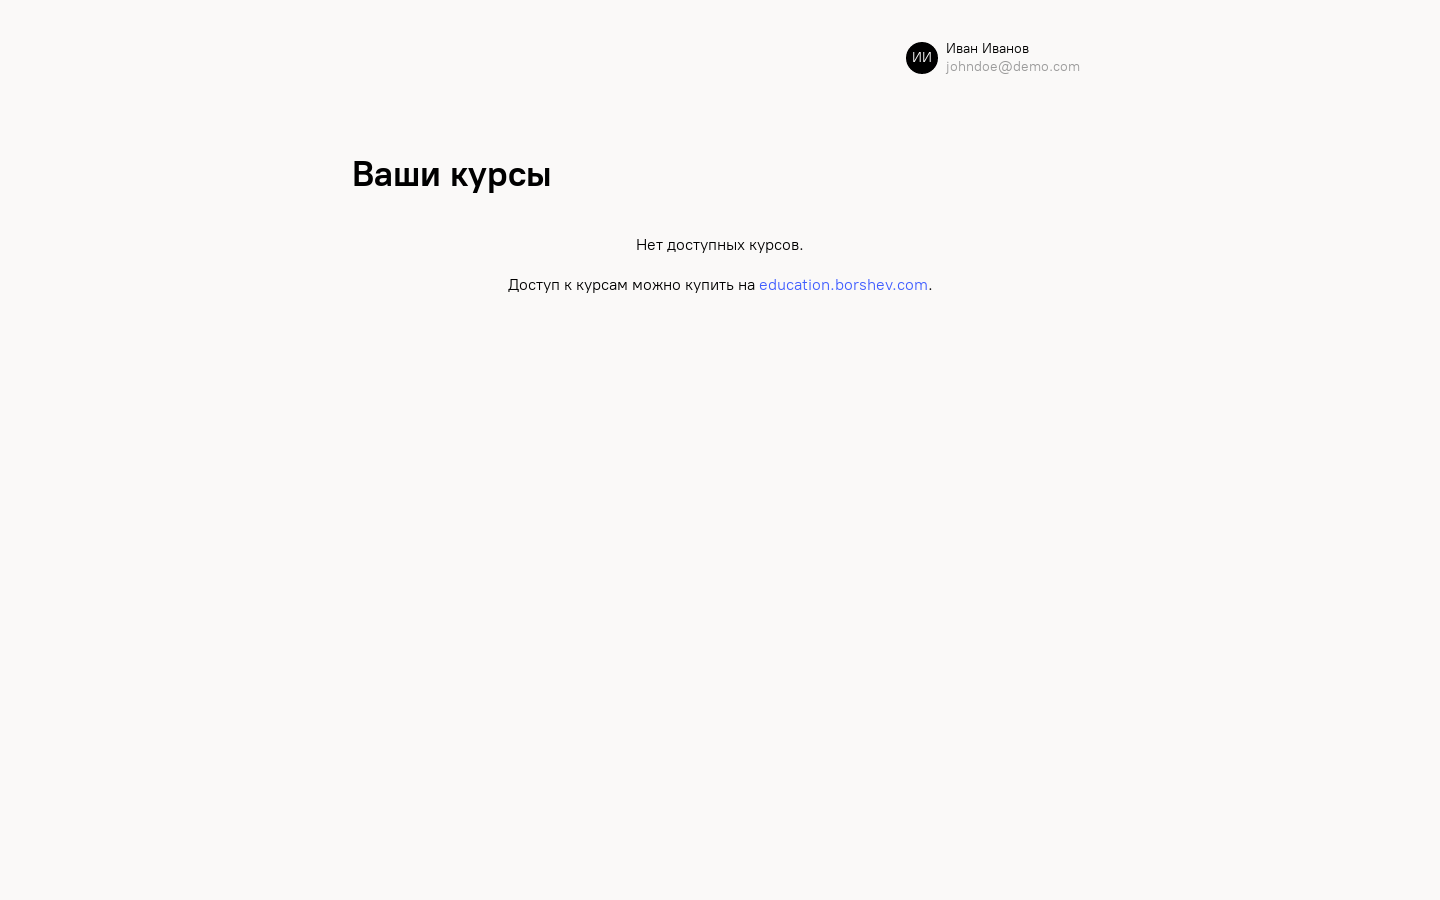 ИИ
Иван Иванов
johndoe@demo.com
Ваши курсы
Нет доступных курсов.
Доступ к курсам можно купить на education.borshev.com.